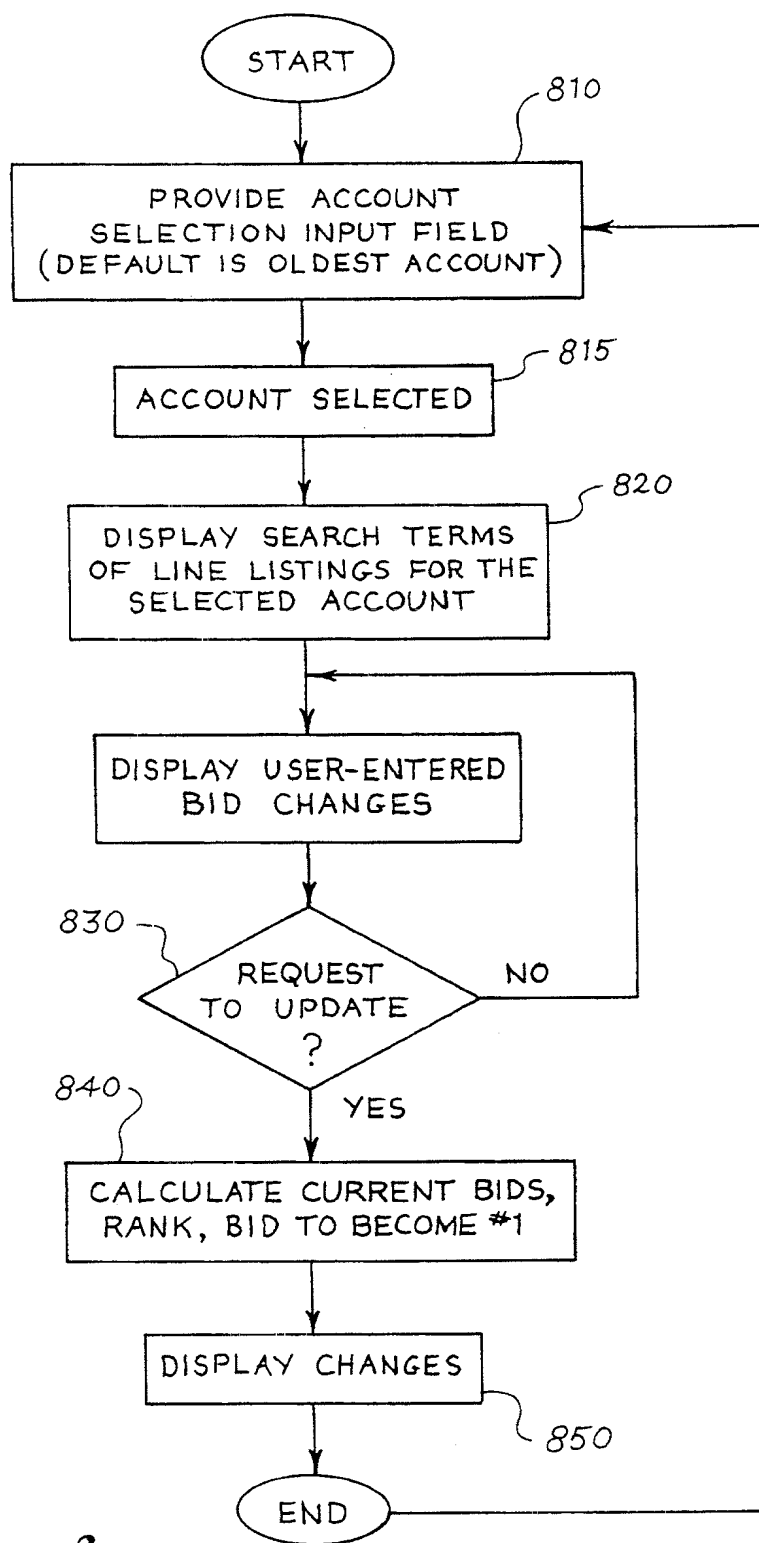 START
810
PROVIDE ACCOUNT
SELECTION INPUT FIELD
(DEFAULT IS OLDEST ACCOUNT)
815
ACCOUNT SELECTED
820
DISPLAY SEARCH TERMS
OF LINE LISTINGS FOR THE
SELECTED ACCOUNT
DISPLAY USER-ENTERED
BID CHANGES
830
REQUEST
TO UPDATE
?
NO
YES
840
CALCULATE CURRENT BIDS,
RANK, BID TO BECOME #1
DISPLAY CHANGES
850
END